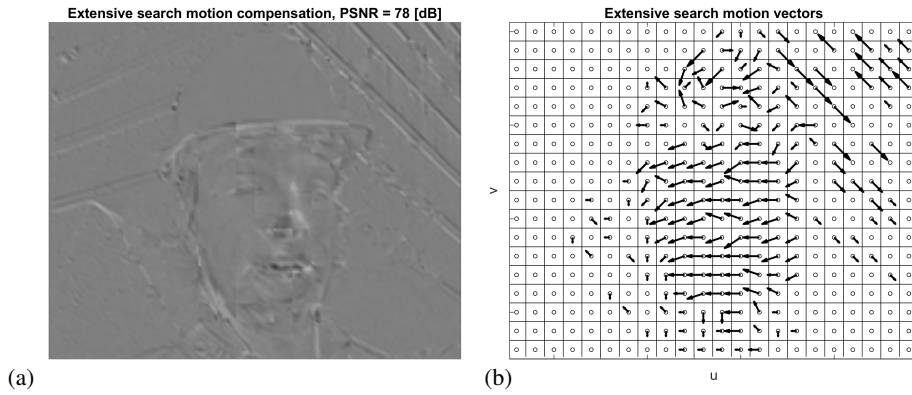 Extensive search motion compensation, PSNR = 78 [dB]
(a)
Extensive search motion vectors
v
u
(b)